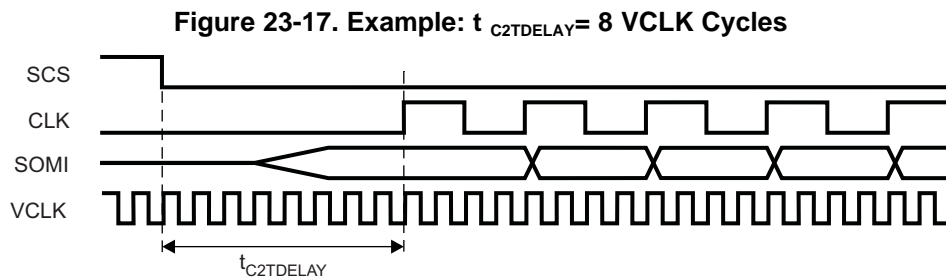 Figure 23-17. Example: t C2TDELAY= 8 VCLK Cycles
SCS
CLK
SOMI
VCLK
tC2TDELAY